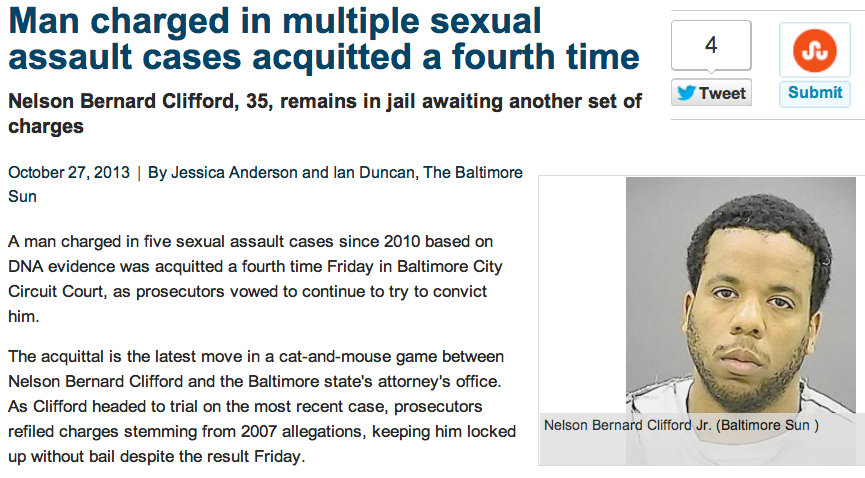 Man charged in multiple sexual
assault cases acquitted a fourth time
Nelson Bernard Clifford, 35, remains in jail awaiting another set of
charges
4
Tweet
Submit
October 27, 2013 | By Jessica Anderson and Ian Duncan, The Baltimore
Sun
A man charged in five sexual assault cases since 2010 based on
DNA evidence was acquitted a fourth time Friday in Baltimore City
Circuit Court, as prosecutors vowed to continue to try to convict
him.
The acquittal is the latest move in a cat-and-mouse game between
Nelson Bernard Clifford and the Baltimore state's attorney's office.
As Clifford headed to trial on the most recent case, prosecutors
refiled charges stemming from 2007 allegations, keeping him locked
up without bail despite the result Friday.
Nelson Bernard Clifford Jr. (Baltimore Sun )